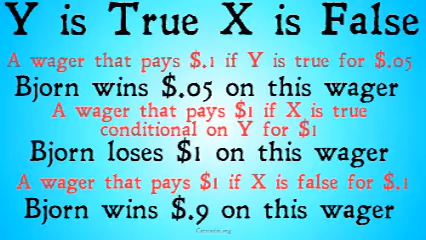 Y is True X is False
A wager that pays $.1 if Y is true for $.05
Bjorn wins $.05 on this wager
A wager that pays $1 if X is true
conditional on Y for $1
Bjorn loses $1 on this wager
A wager that pays $1 if X is false for $.1
Bjorn wins $.9 on this wager